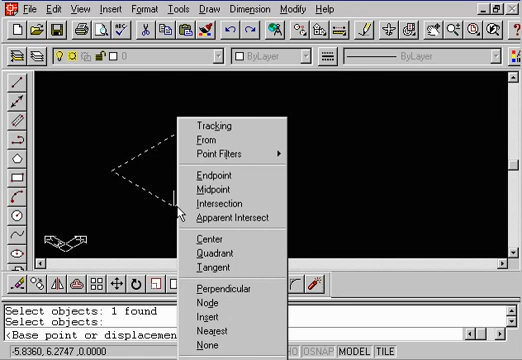 File Edit View Insert Format Tools Draw Dimension Modify Help
ABC
0 ByLayer ByLayer
Tracking
From
Point Filters
Endpoint
Midpoint
Intersection
Apparent Intersect
Center
Quadrant
Tangent
Perpendicular
Node
Insert
Nearest
None
Select objects: 1 found
Select objects:
<Base point or displacemen
-5.8360, 6.2747 ,0.0000 HO OSNAP MODEL TILE